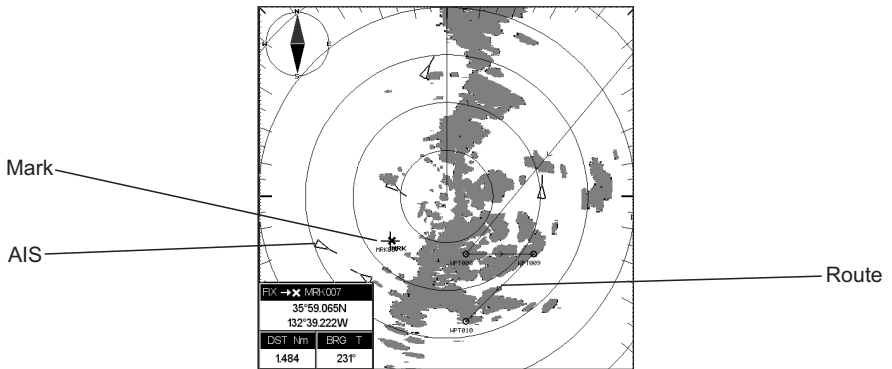 N
W E
S
Mark
MRK
AIS
WPT008 WPT009
Route
FIX →× MRK007
35°59.065N
132°39.222W
WPT010
DST Nm BRG T
1.484 231°